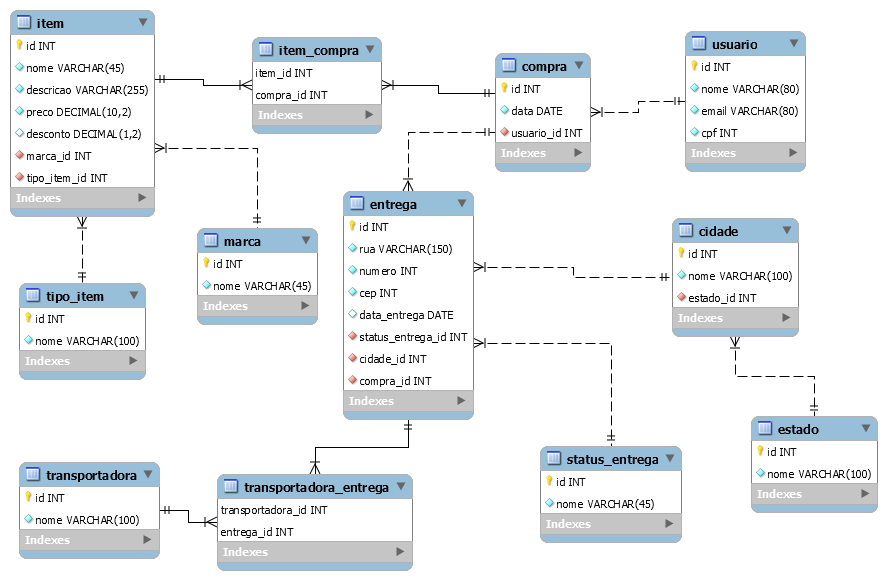 item
id INT
nome VARCHAR(45)
descricao VARCHAR(255)
preco DECIMAL(10,2)
desconto DECIMAL(1,2)
marca_id INT
tipo_item_id INT
Indexes
item_compra
item_id INT
compra_id INT
Indexes
compra
id INT
data DATE
usuario_id INT
Indexes
usuario
id INT
nome VARCHAR(80)
email VARCHAR(80)
cpf INT
Indexes
marca
id INT
nome VARCHAR(45)
Indexes
tipo_item
id INT
nome VARCHAR(100)
Indexes
entrega
id INT
rua VARCHAR(150)
numero INT
cep INT
data_entrega DATE
status_entrega_id INT
cidade_id INT
compra_id INT
Indexes
cidade
id INT
nome VARCHAR(100)
estado_id INT
Indexes
estado
id INT
nome VARCHAR(100)
Indexes
status_entrega
id INT
nome VARCHAR(45)
Indexes
transportadora
id INT
nome VARCHAR(100)
Indexes
transportadora_entrega
transportadora_id INT
entrega_id INT
Indexes